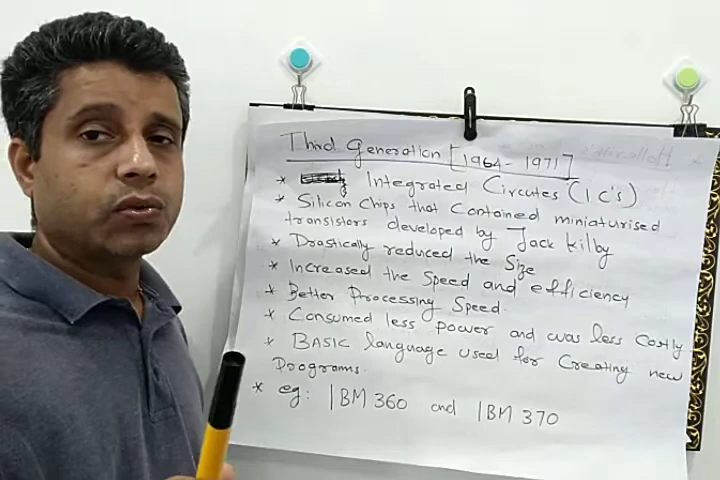 Third Generation [1964-1971]
* Integrated Circutes (IC's)
* Silicon chips that contained miniaturised
transistors developed by Jack Kilby
* Drastically reduced the Size
* Increased the Speed and efficiency
* Better Processing Speed.
* Consumed less power and was less costly
* BASIC language used for Creating new
Programs.
* eg: IBM 360 and IBM 370